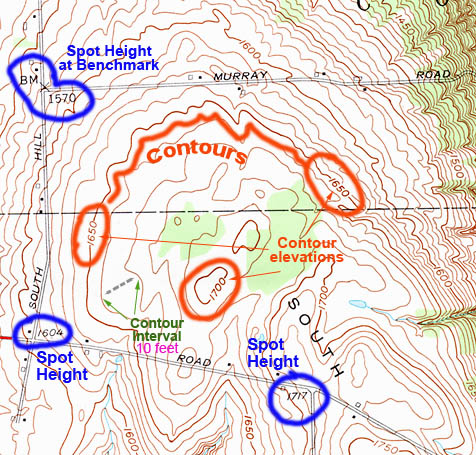 1600
1450
C
Spot Height
at Benchmark
BM
1570
MURRAY
ROAD
HILL
Contours
1650
1650
Contour
elevations
1700
1700
SOUTH
SOUTH
Contour
Interval
10 feet
1604
Spot
Height
ROAD
Spot
Height
1717
1650
1750